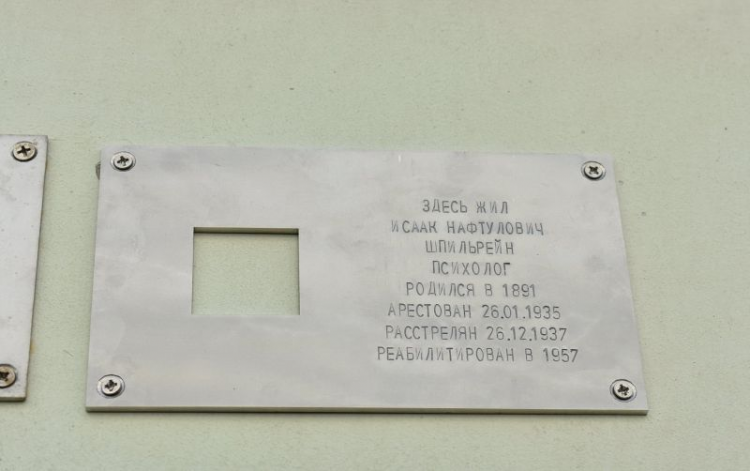 ЗДЕСЬ ЖИЛ
ИСААК НАФТУЛОВИЧ
ШПИЛЬРЕЙН
ПСИХОЛОГ
РОДИЛСЯ В 1891
АРЕСТОВАН 26.01.1935
РАССТРЕЛЯН 26.12.1937
РЕАБИЛИТИРОВАН В 1957